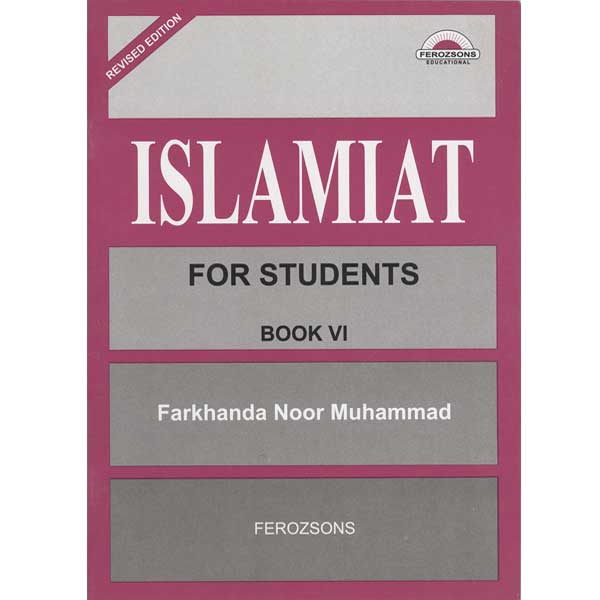 REVISED EDITION
FEROZSONS
EDUCATIONAL
ISLAMIAT
FOR STUDENTS
BOOK VI
Farkhanda Noor Muhammad
FEROZSONS